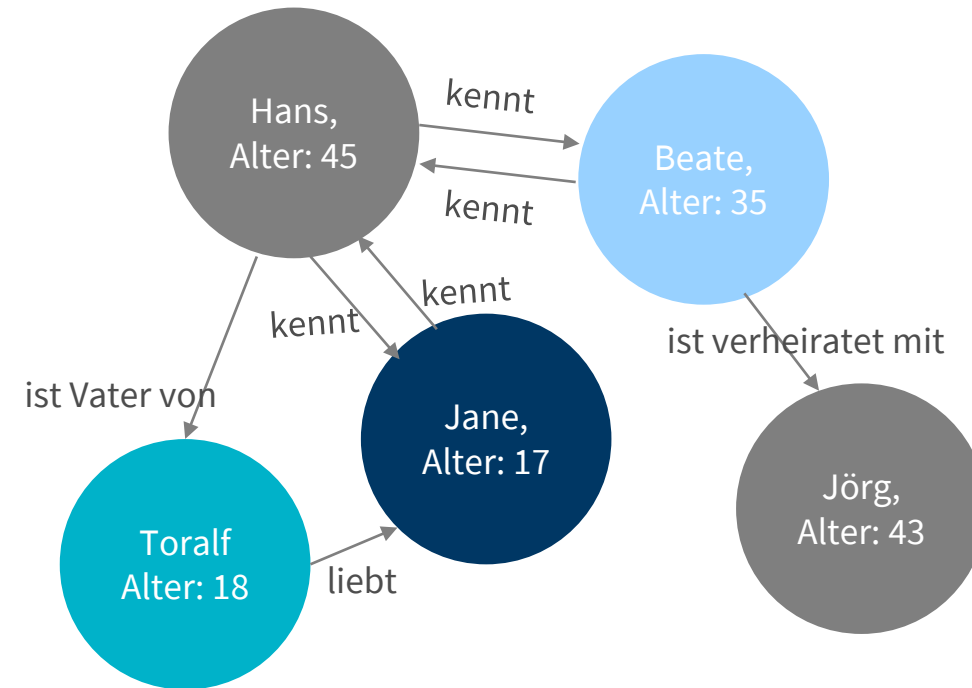 Hans,
Alter: 45
kennt
Beate,
Alter: 35
kennt
kennt
kennt
ist verheiratet mit
ist Vater von
Jane,
Alter: 17
Jörg,
Alter: 43
Toralf
Alter: 18
liebt